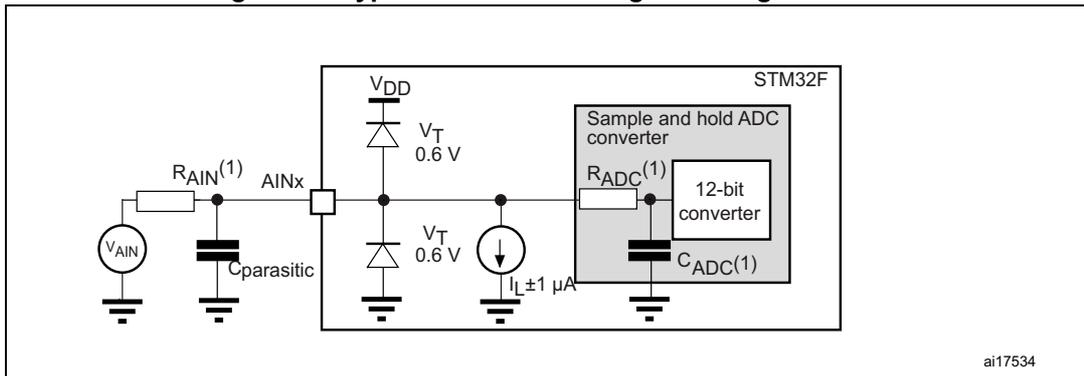 STM32F
VDD
Sample and hold ADC
converter
VT
0.6 V
RAIN(1)
AINx
RADC(1)
12-bit
converter
VAIN
Cparasitic
VT
0.6 V
IL±1 µA
CADC(1)
ai17534